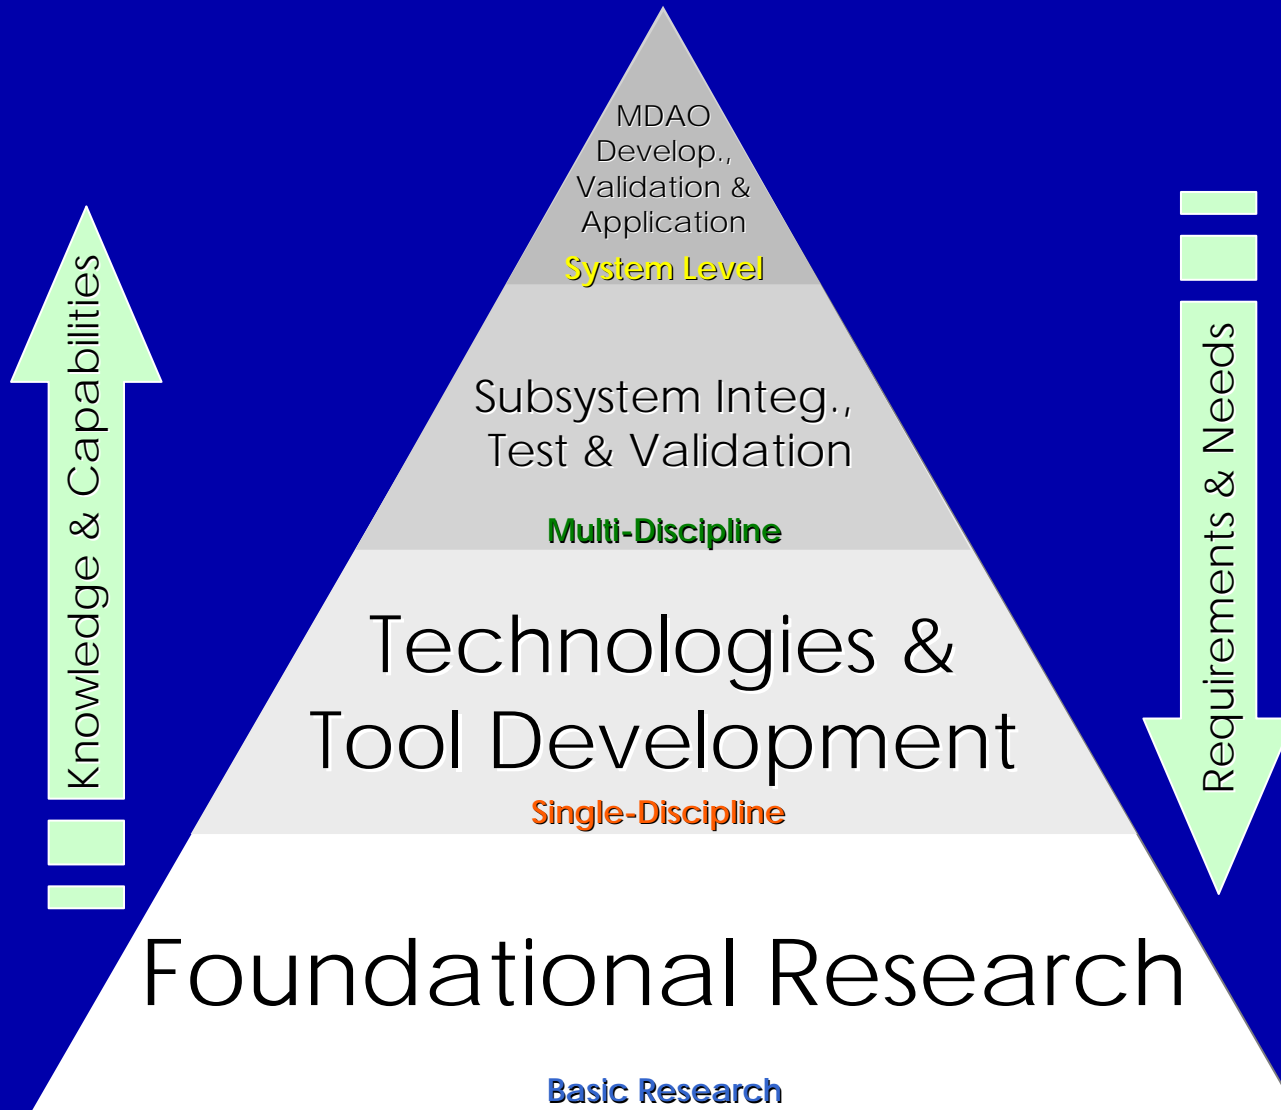 MDAO
Develop.,
Validation &
Application
System Level
Knowledge & Capabilities
Requirements & Needs
Subsystem Integ.,
Test & Validation
Multi-Discipline
Technologies &
Tool Development
Single-Discipline
Foundational Research
Basic Research